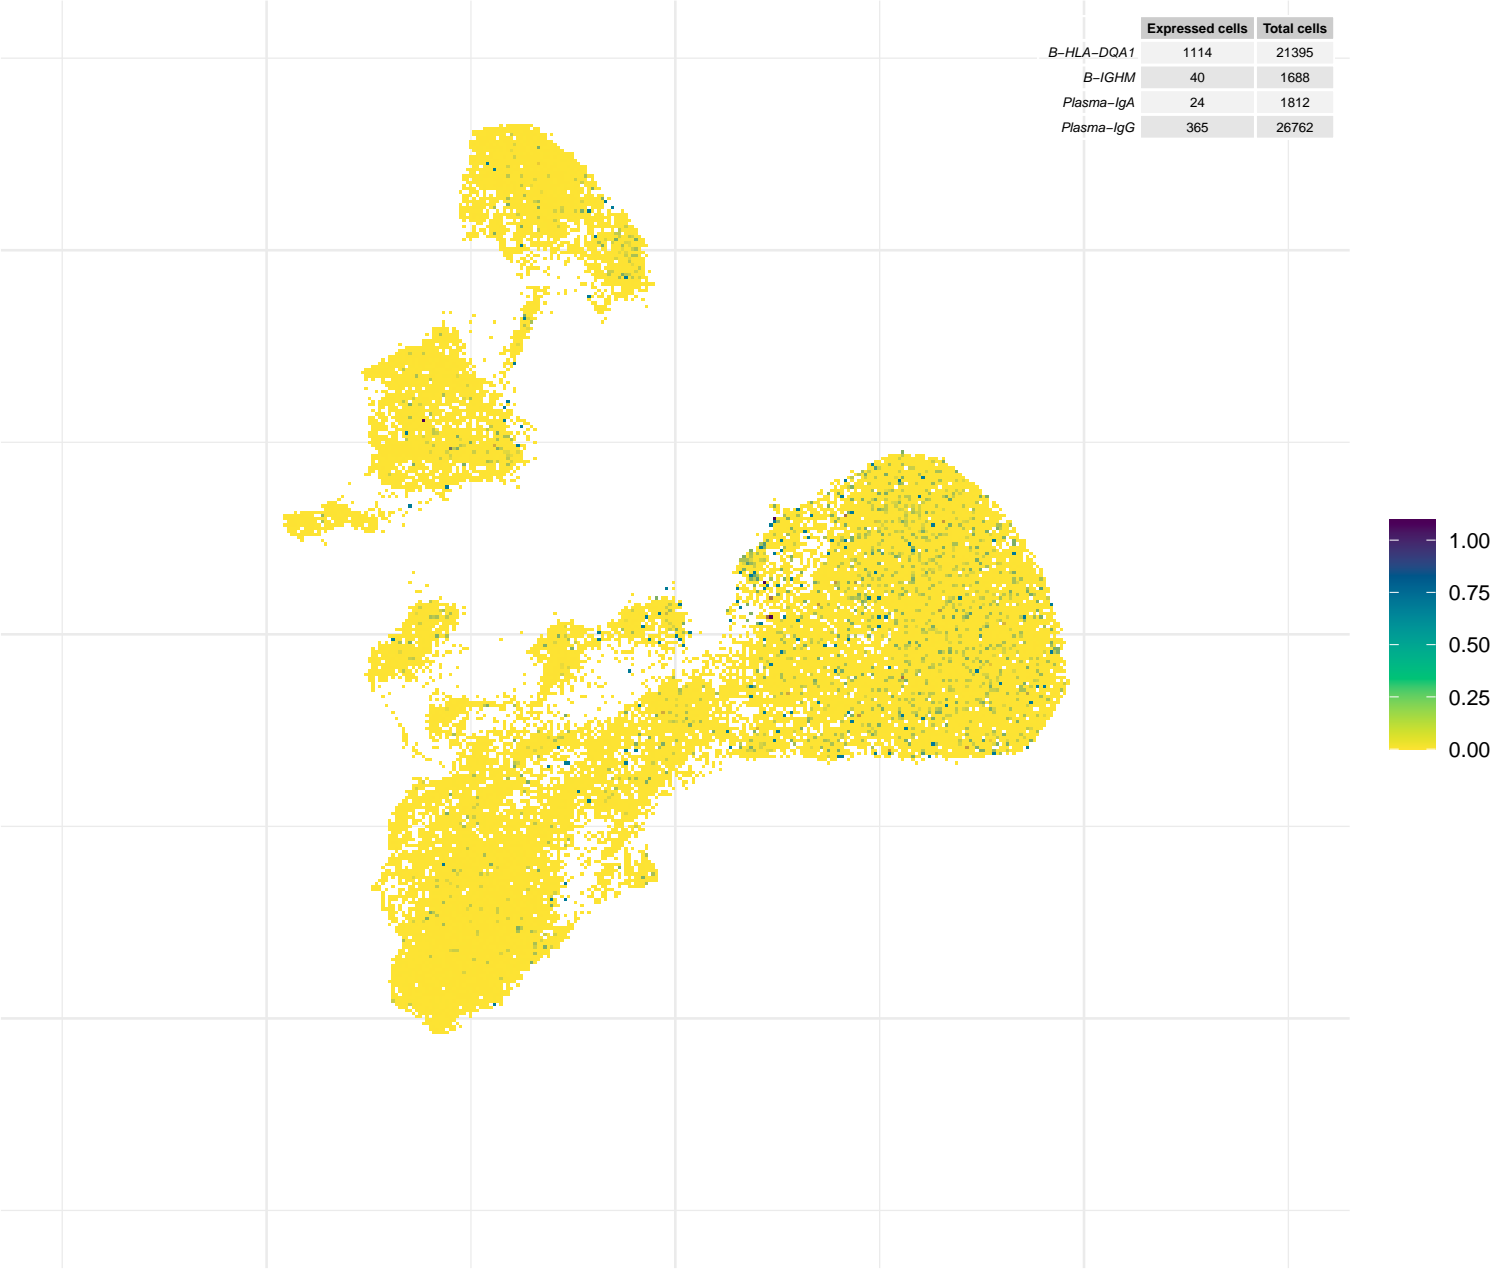 Expressed cells Total cells
B−HLA−DQA1 1114 21395
B−IGHM 40 1688
Plasma−IgA 24 1812
Plasma−IgG 365 26762
1.00
0.75
0.50
0.25
0.00